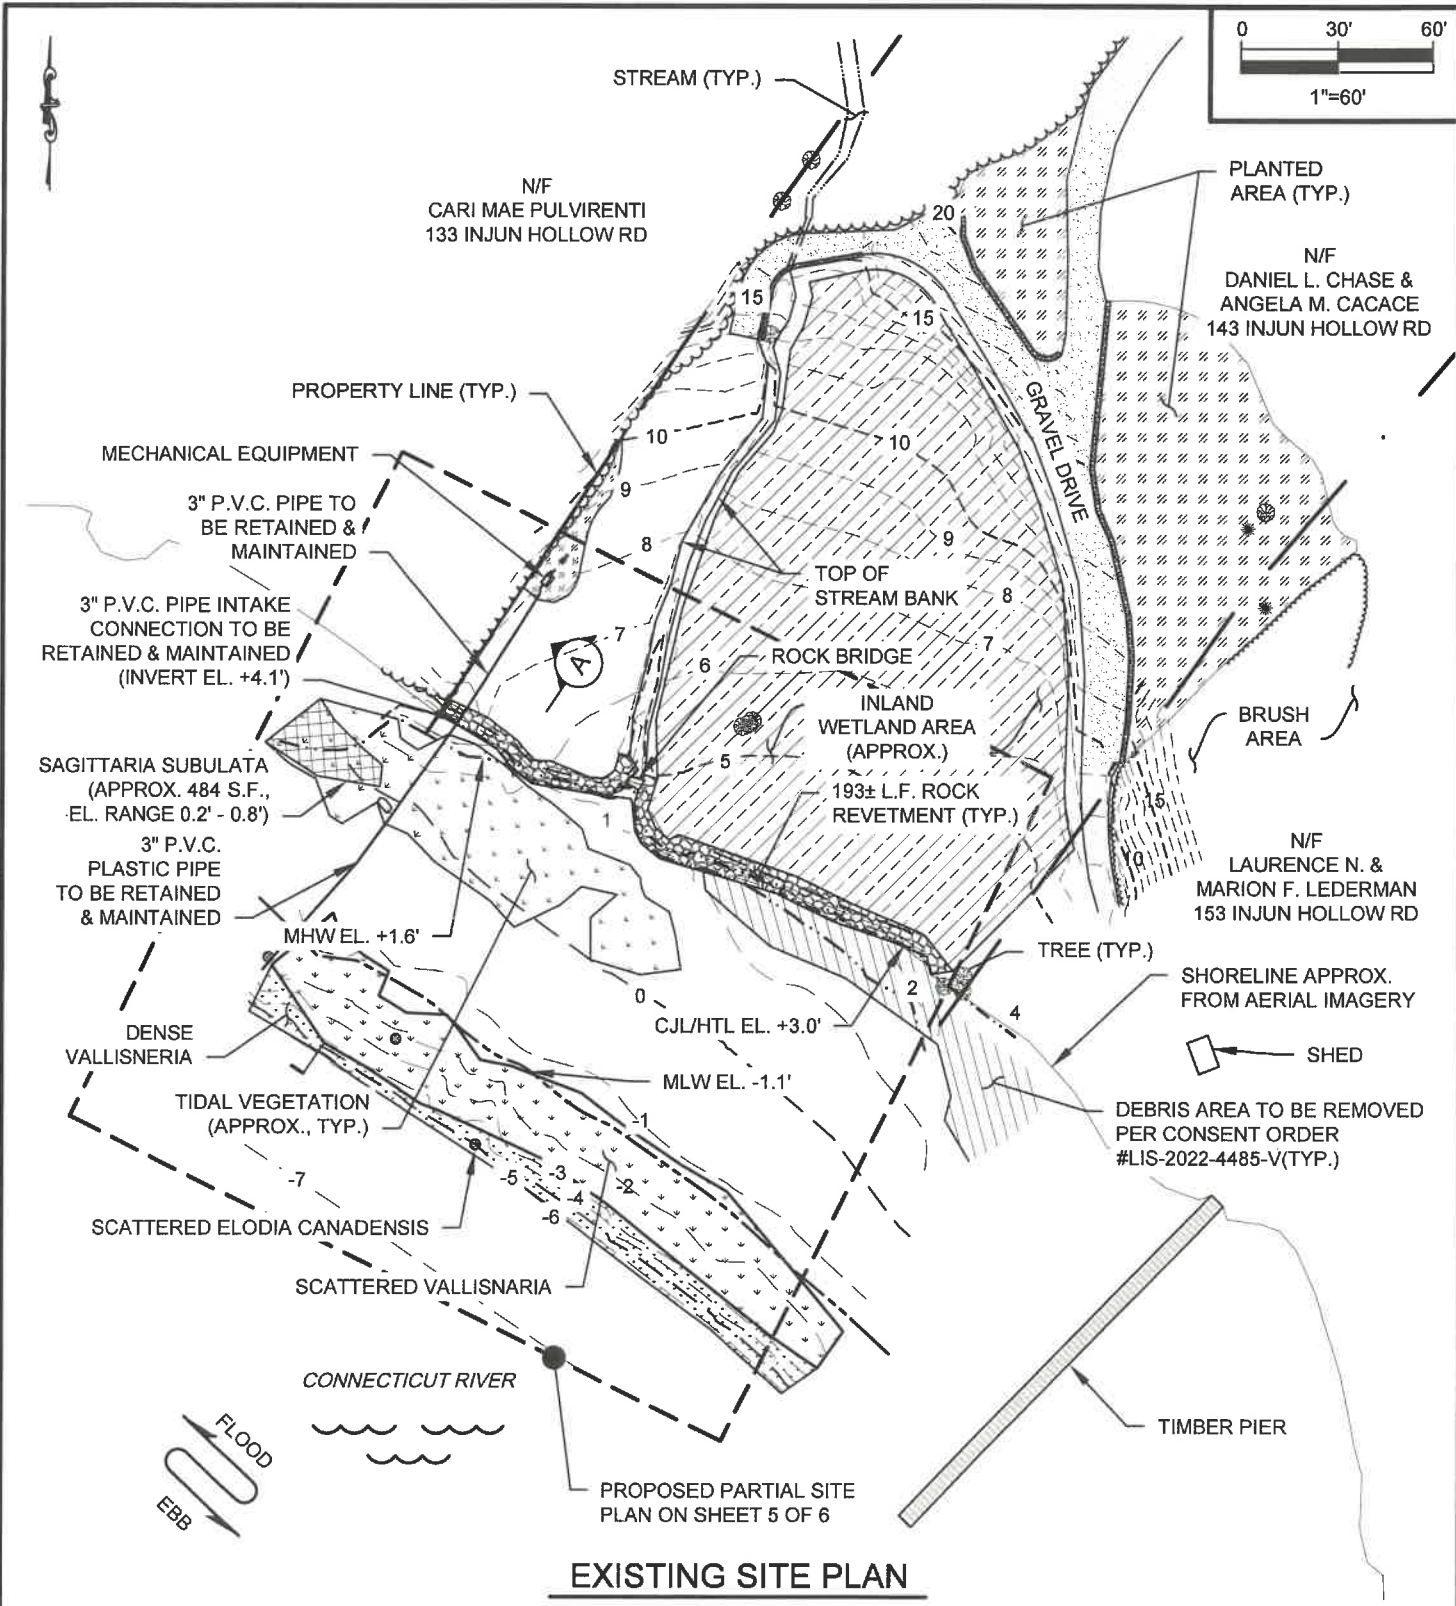 0 30' 60'
1"=60'
STREAM (TYP.)
N/F
CARI MAE PULVIRENTI
133 INJUN HOLLOW RD
PLANTED
AREA (TYP.)
20
N/F
DANIEL L. CHASE &
ANGELA M. CACACE
143 INJUN HOLLOW RD
15
15
PROPERTY LINE (TYP.)
GRAVEL DRIVE
10
10
MECHANICAL EQUIPMENT
9
3" P.V.C. PIPE TO
BE RETAINED &
MAINTAINED
8
9
TOP OF
STREAM BANK
8
3" P.V.C. PIPE INTAKE
CONNECTION TO BE
RETAINED & MAINTAINED
(INVERT EL. +4.1')
7
7
A
6
ROCK BRIDGE
INLAND
WETLAND AREA
(APPROX.)
BRUSH
AREA
5
SAGITTARIA SUBULATA
(APPROX. 484 S.F.,
EL. RANGE 0.2' - 0.8')
193± L.F. ROCK
REVETMENT (TYP.)
15
1
10
N/F
LAURENCE N. &
MARION F. LEDERMAN
153 INJUN HOLLOW RD
3" P.V.C.
PLASTIC PIPE
TO BE RETAINED
& MAINTAINED
MHW EL. +1.6'
TREE (TYP.)
SHORELINE APPROX.
FROM AERIAL IMAGERY
0
2
4
CJL/HTL EL. +3.0'
DENSE
VALLISNERIA
SHED
MLW EL. -1.1'
TIDAL VEGETATION
(APPROX., TYP.)
-1
DEBRIS AREA TO BE REMOVED
PER CONSENT ORDER
#LIS-2022-4485-V(TYP.)
-7
-5
-3
-2
-4
-6
SCATTERED ELODIA CANADENSIS
SCATTERED VALLISNARIA
CONNECTICUT RIVER
FLOOD
EBB
TIMBER PIER
PROPOSED PARTIAL SITE
PLAN ON SHEET 5 OF 6
EXISTING SITE PLAN